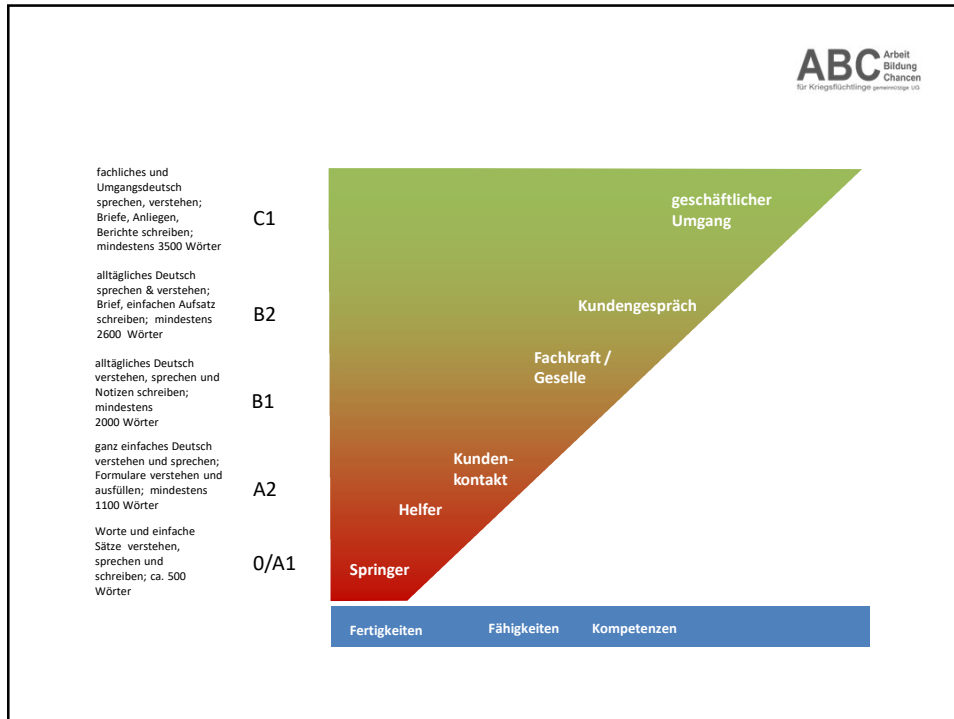 ABC Arbeit
Bildung
Chancen
für Kriegsflüchtlinge gemeinnützige UG
fachliches und
Umgangsdeutsch
sprechen, verstehen;
Briefe, Anliegen,
Berichte schreiben;
mindestens 3500 Wörter
C1
geschäftlicher
Umgang
alltägliches Deutsch
sprechen & verstehen;
Brief, einfachen Aufsatz
schreiben; mindestens
2600 Wörter
B2
Kundengespräch
Fachkraft /
Geselle
alltägliches Deutsch
verstehen, sprechen und
Notizen schreiben;
mindestens
2000 Wörter
B1
ganz einfaches Deutsch
verstehen und sprechen;
Formulare verstehen und
ausfüllen; mindestens
1100 Wörter
A2
Kunden-
kontakt
Helfer
Worte und einfache
Sätze verstehen,
sprechen und
schreiben; ca. 500
Wörter
0/A1
Springer
Fertigkeiten Fähigkeiten Kompetenzen